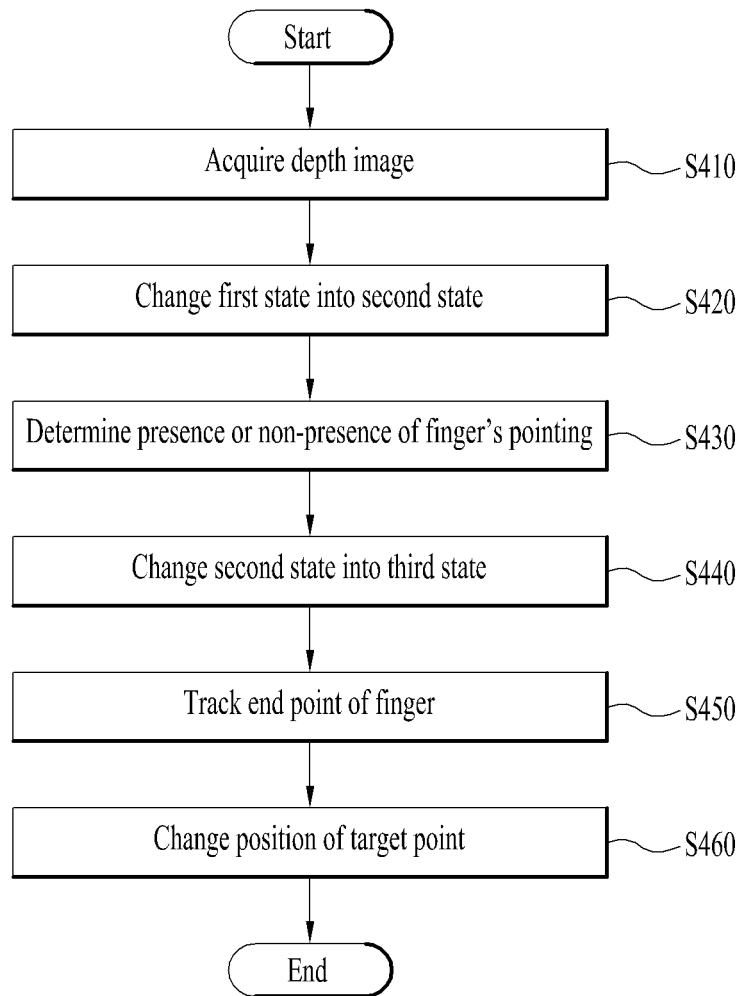 Start
Acquire depth image
S410
Change first state into second state
S420
Determine presence or non-presence of finger's pointing
S430
Change second state into third state
S440
Track end point of finger
S450
Change position of target point
S460
End